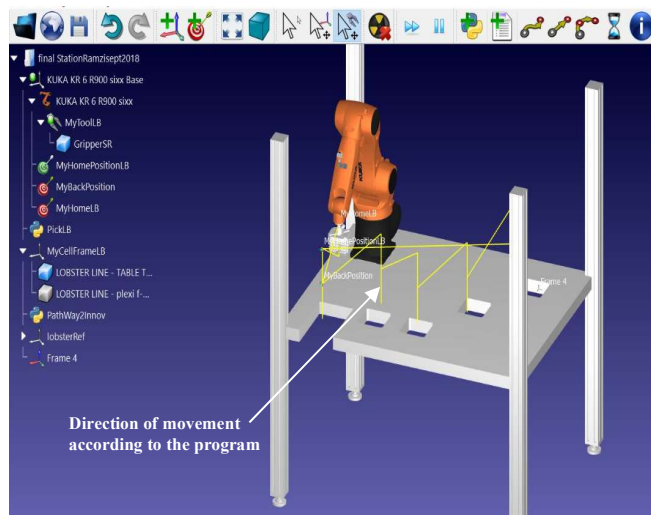 final StationRamzisept2018
KUKA KR 6 R900 sixx Base
KUKA KR 6 R900 sixx
MyToolLB
GripperSR
MyHomePositionLB
MyBackPosition
MyHomeLB
PickLB
MyCellFrameLB
LOBSTER LINE - TABLE T...
LOBSTER LINE - plexi f-...
PathWay2Innov
lobsterRef
Frame 4
MyHomeLB
MyHomePositionLB
MyBackPosition
Frame 4
Direction of movement
according to the program